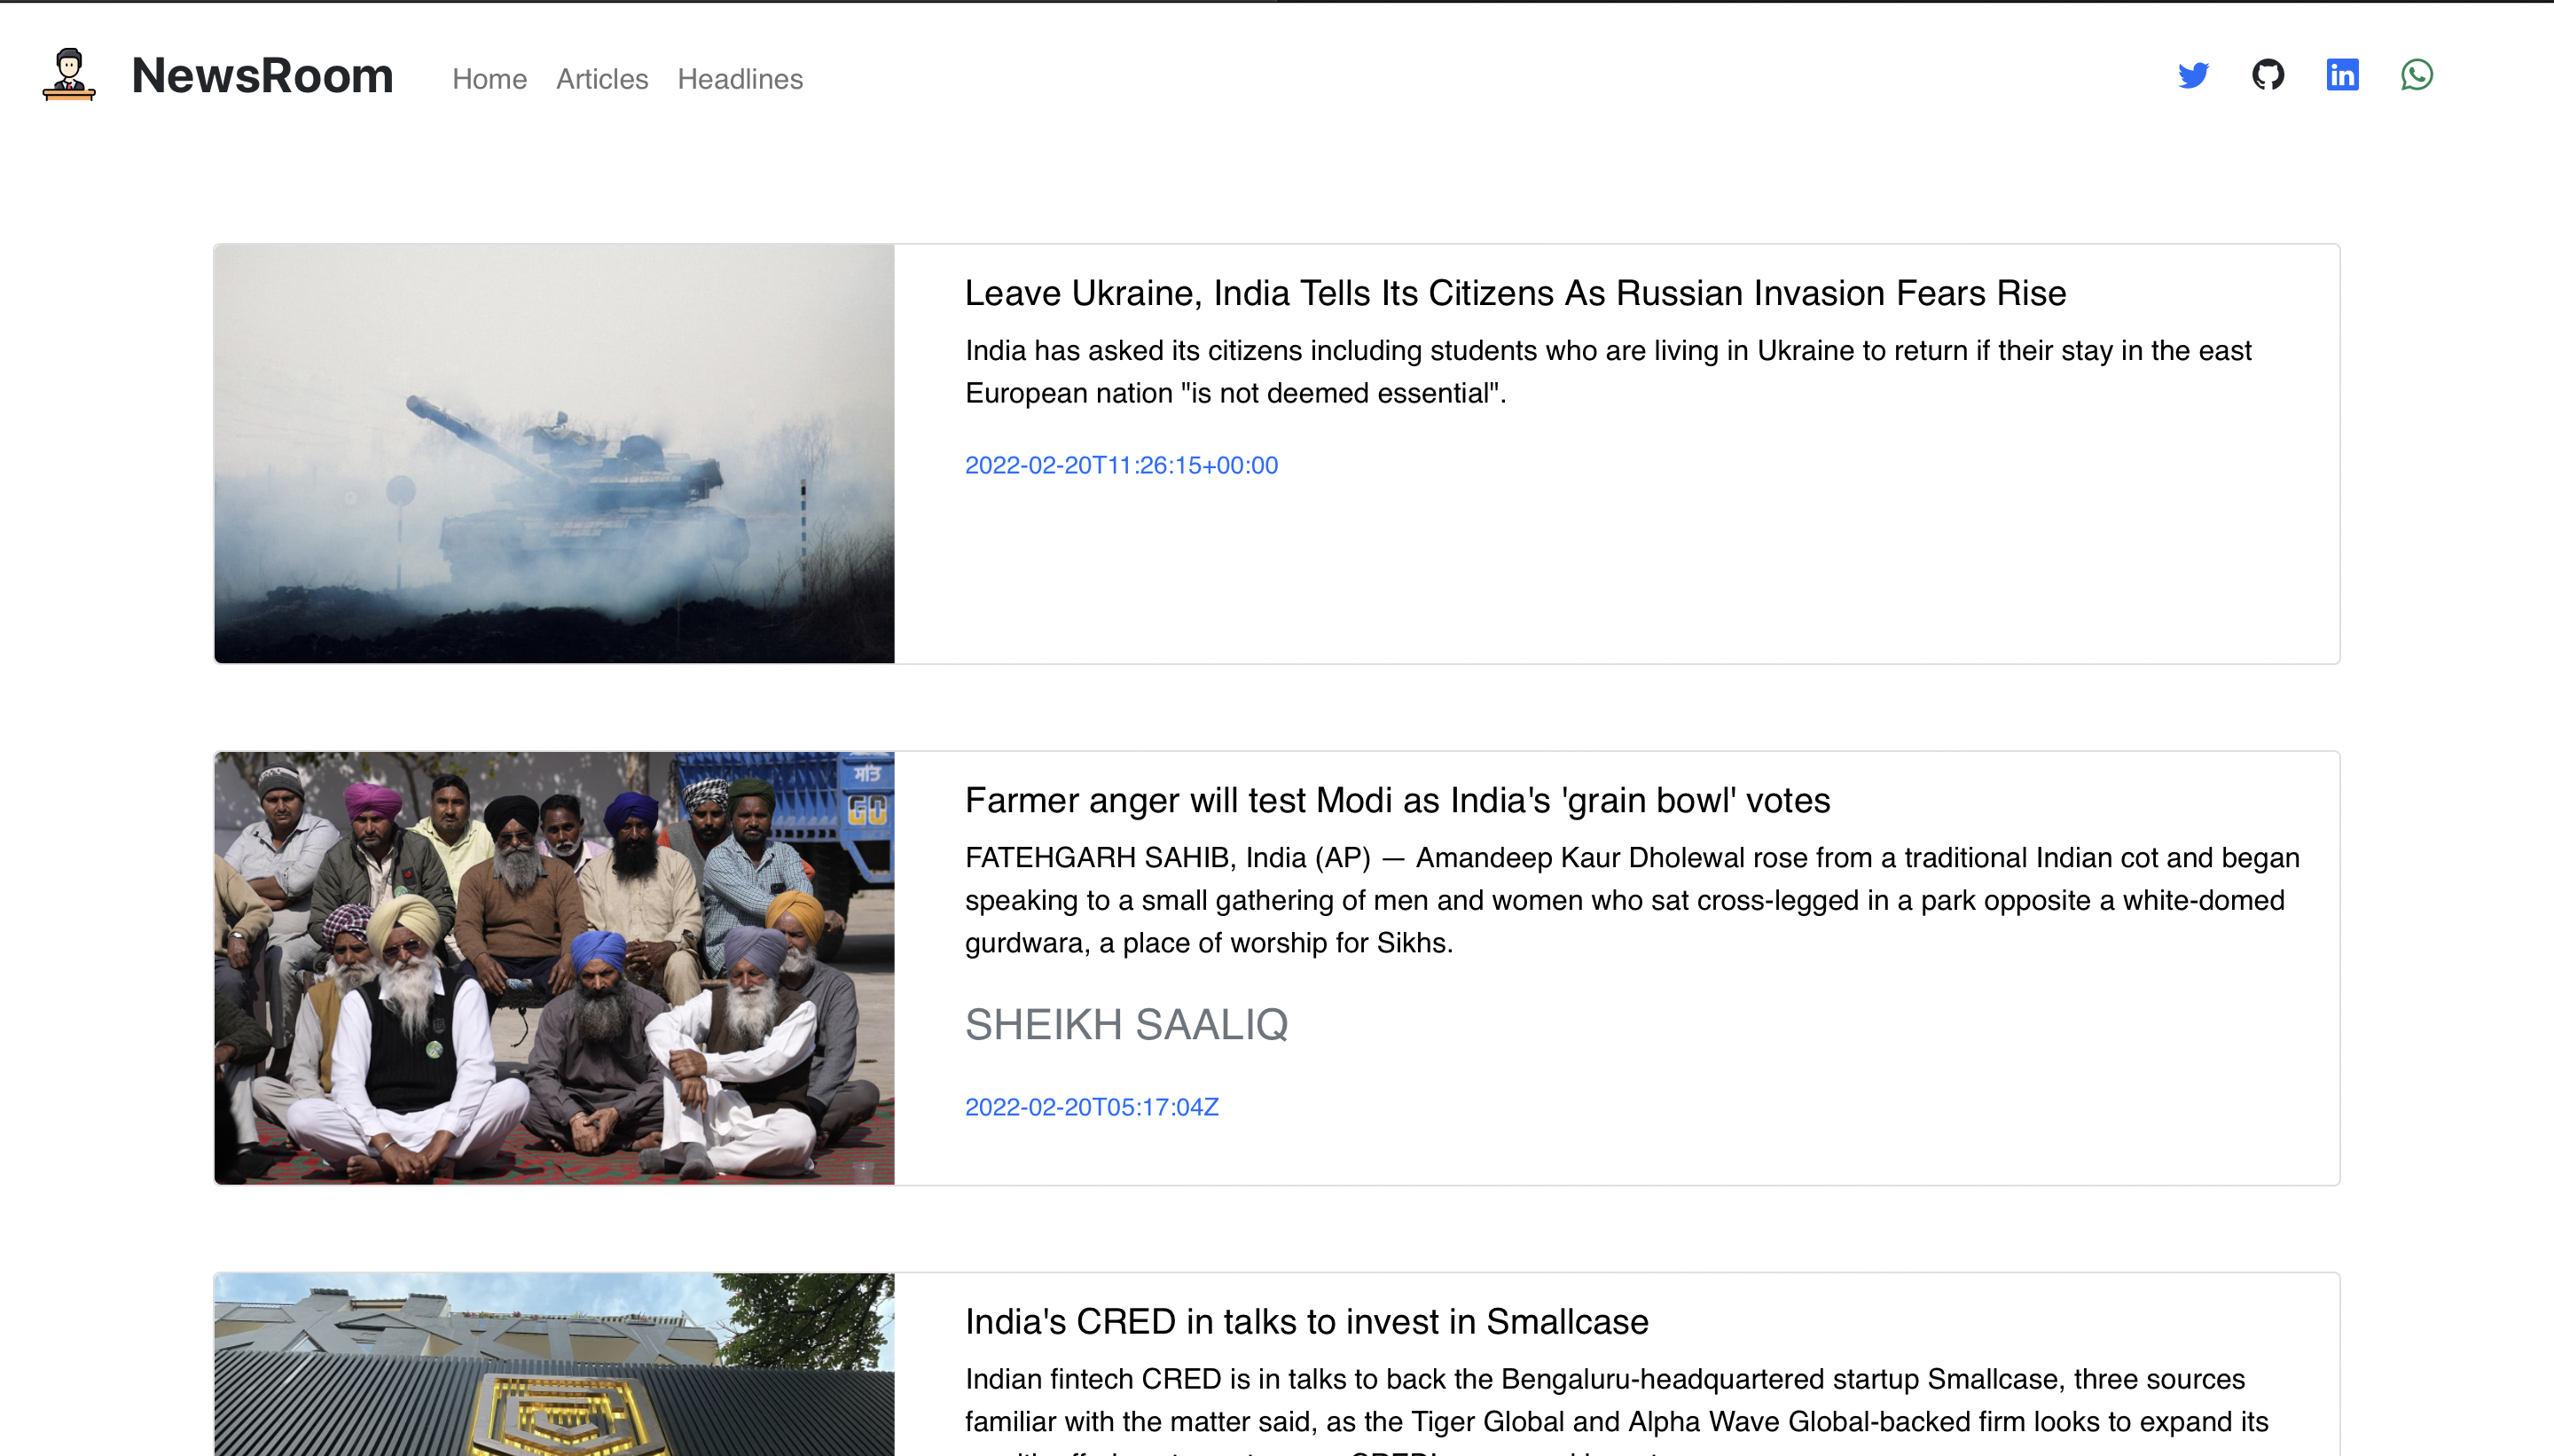 NewsRoom Home Articles Headlines
Leave Ukraine, India Tells Its Citizens As Russian Invasion Fears Rise
India has asked its citizens including students who are living in Ukraine to return if their stay in the east
European nation "is not deemed essential".
2022-02-20T11:26:15+00:00
ਸੰਤ
GO
Farmer anger will test Modi as India's 'grain bowl' votes
FATEHGARH SAHIB, India (AP) — Amandeep Kaur Dholewal rose from a traditional Indian cot and began
speaking to a small gathering of men and women who sat cross-legged in a park opposite a white-domed
gurdwara, a place of worship for Sikhs.
SHEIKH SAALIQ
2022-02-20T05:17:04Z
India's CRED in talks to invest in Smallcase
Indian fintech CRED is in talks to back the Bengaluru-headquartered startup Smallcase, three sources
familiar with the matter said, as the Tiger Global and Alpha Wave Global-backed firm looks to expand its